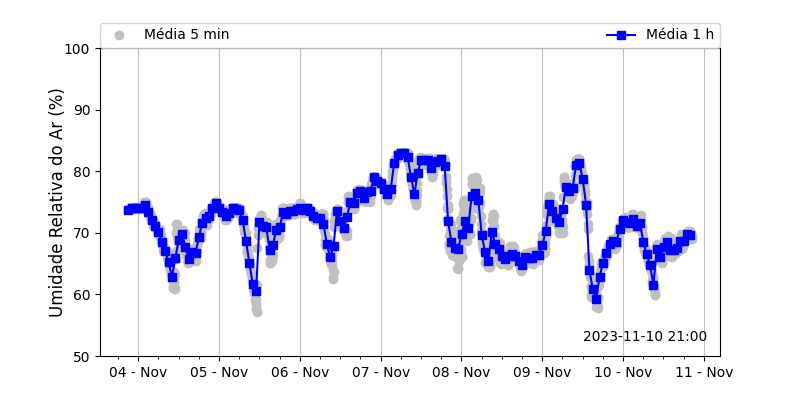 Média 5 min
Média 1 h
Umidade Relativa do Ar (%)
100
90
80
70
60
50
2023-11-10 21:00
04 - Nov
05 - Nov
06 - Nov
07 - Nov
08 - Nov
09 - Nov
10 - Nov
11 - Nov